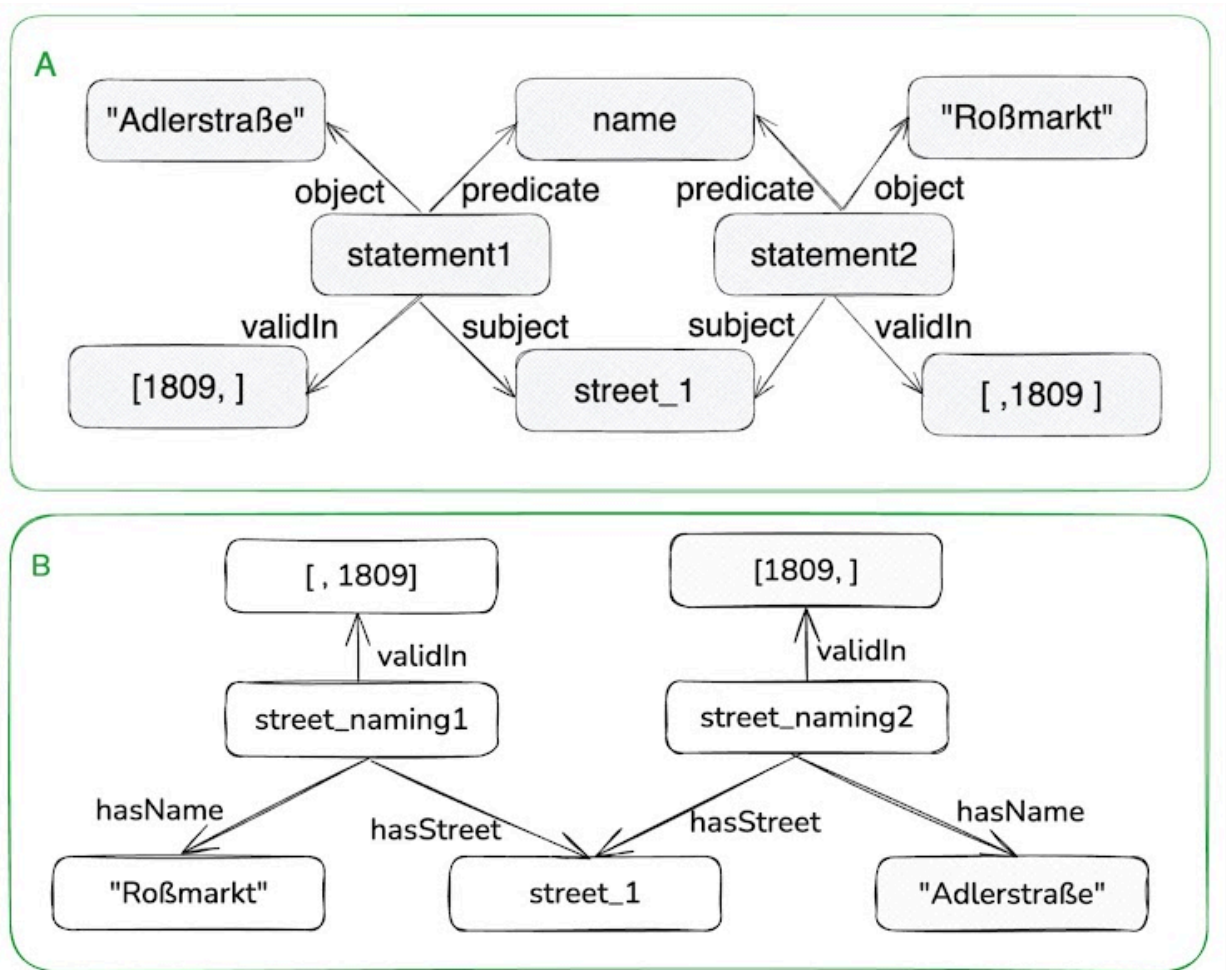 A
"Adlerstraße"
name
"Roßmarkt"
object
predicate
predicate
object
statement1
statement2
validIn
subject
subject
validIn
[1809, ]
street_1
[ ,1809 ]
B
[ , 1809]
[1809, ]
validIn
validIn
street_naming1
street_naming2
hasName
hasStreet
hasStreet
hasName
"Roßmarkt"
street_1
"Adlerstraße"